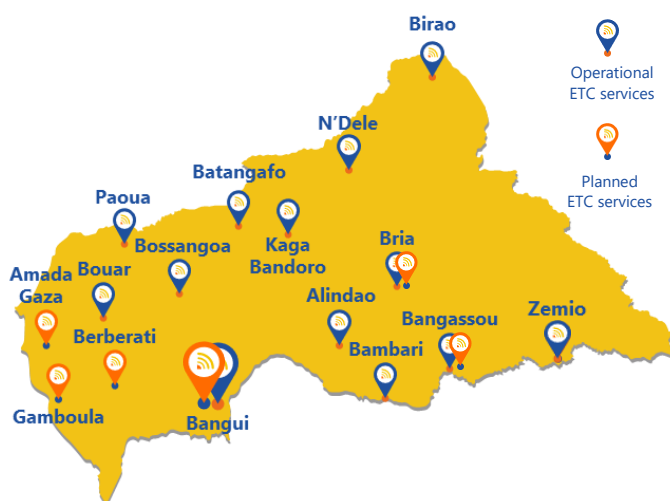 Birao
Operational
ETC services
N'Dele
Batangafo
Planned
ETC services
Paoua
Bossangoa
Kaga
Bandoro
Bria
Amada
Gaza
Bouar
Alindao
Bangassou
Zemio
Berberati
Bambari
Gamboula
Bangui